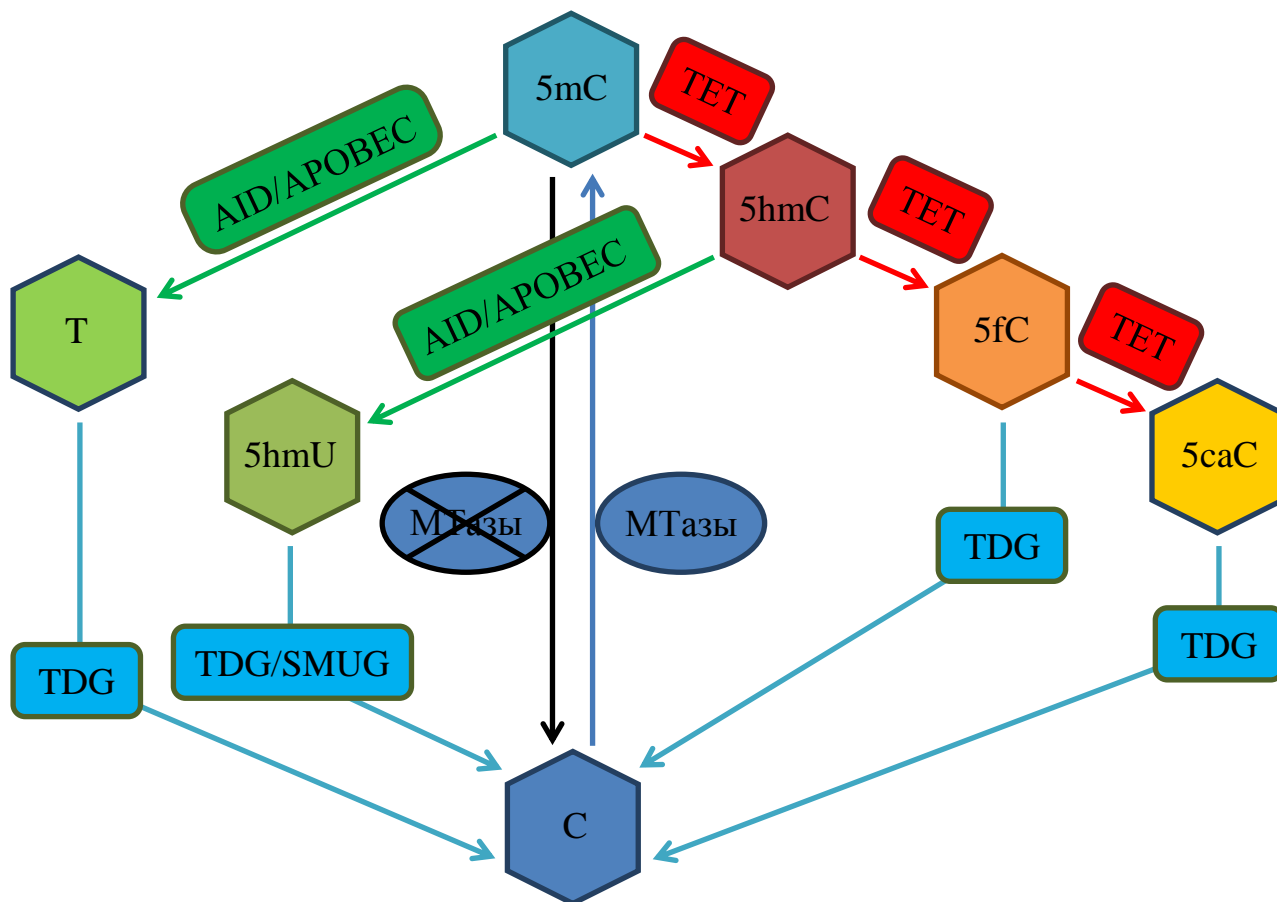 5mC
TET
AID/APOBEC
5hmC
TET
AID/APOBEC
T
5fC
TET
5hmU
5caC
МТазы
МТазы
TDG
TDG/SMUG
TDG
TDG
C